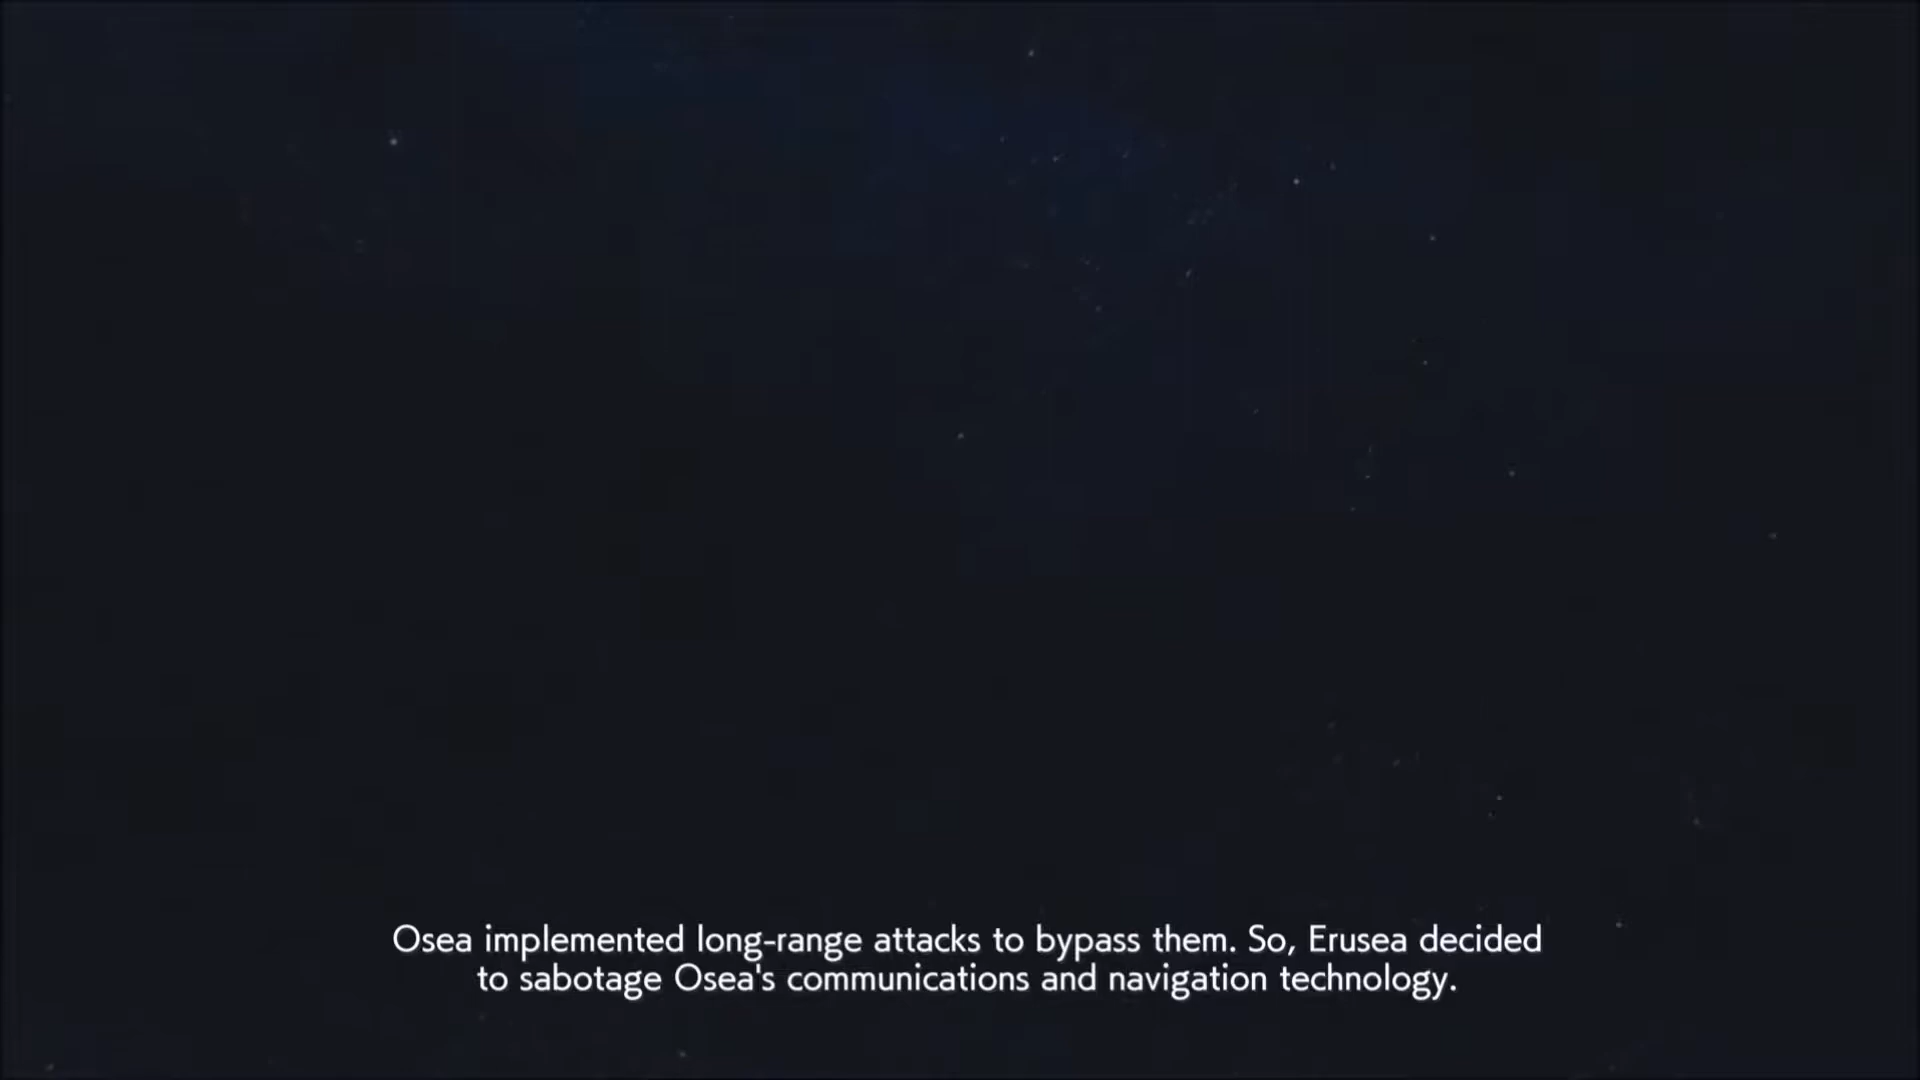 Osea implemented long-range attacks to bypass them. So, Erusea decided
to sabotage Osea's communications and navigation technology.